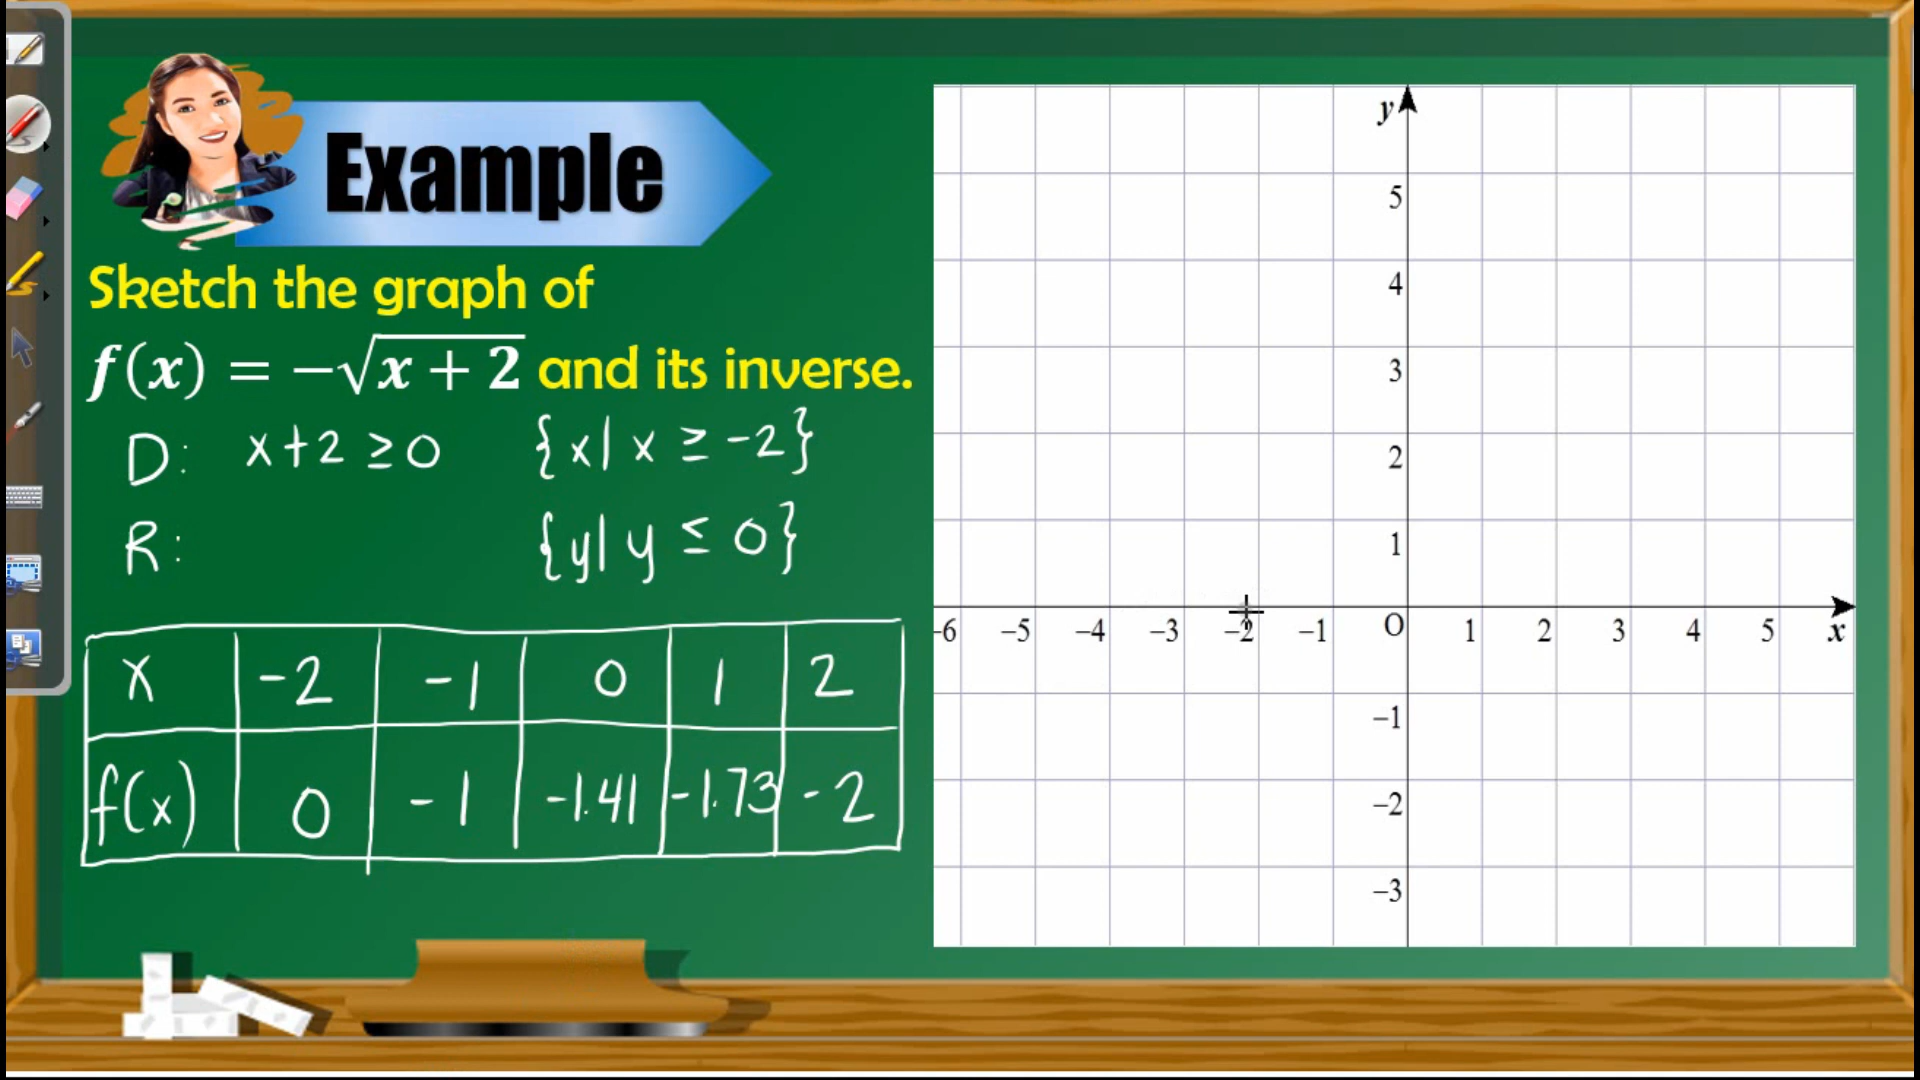 Example
Sketch the graph of
f(x) = −√x + 2 and its inverse.
D: x+2 ≥ 0 {x| x ≥ -2}
R: {y| y ≤ 0}
x -2 -1 0 1 2
f(x) 0 -1 -1.41 -1.73 -2
y
5
4
3
2
1
–6 –5 –4 –3 –2 –1 O 1 2 3 4 5 x
–1
–2
–3